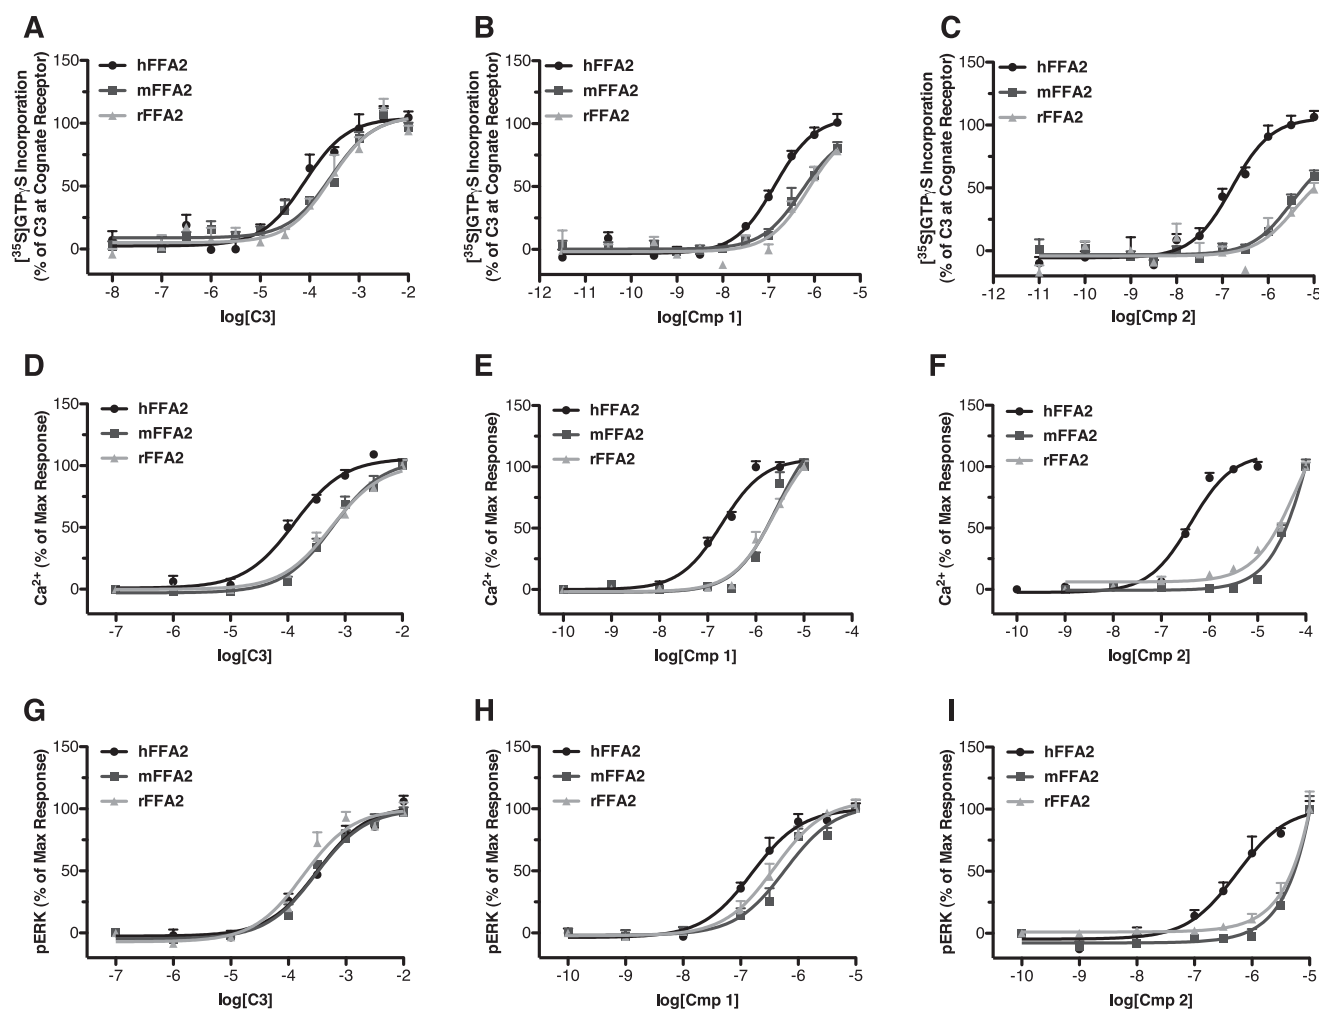 A
[³⁵S]GTPγS Incorporation
(% of C3 at Cognate Receptor)
150
100
50
0
hFFA2
mFFA2
rFFA2
-8 -7 -6 -5 -4 -3 -2
log[C3]
B
[³⁵S]GTPγS Incorporation
(% of C3 at Cognate Receptor)
150
100
50
0
hFFA2
mFFA2
rFFA2
-12 -11 -10 -9 -8 -7 -6 -5
log[Cmp 1]
C
[³⁵S]GTPγS Incorporation
(% of C3 at Cognate Receptor)
150
100
50
0
hFFA2
mFFA2
rFFA2
-12 -11 -10 -9 -8 -7 -6 -5
log[Cmp 2]
D
Ca²⁺ (% of Max Response)
150
100
50
0
hFFA2
mFFA2
rFFA2
-7 -6 -5 -4 -3 -2
log[C3]
E
Ca²⁺ (% of Max Response)
150
100
50
0
hFFA2
mFFA2
rFFA2
-10 -9 -8 -7 -6 -5 -4
log[Cmp 1]
F
Ca²⁺ (% of Max Response)
150
100
50
0
hFFA2
mFFA2
rFFA2
-10 -9 -8 -7 -6 -5 -4
log[Cmp 2]
G
pERK (% of Max Response)
150
100
50
0
hFFA2
mFFA2
rFFA2
-7 -6 -5 -4 -3 -2
log[C3]
H
pERK (% of Max Response)
150
100
50
0
hFFA2
mFFA2
rFFA2
-10 -9 -8 -7 -6 -5
log[Cmp 1]
I
pERK (% of Max Response)
150
100
50
0
hFFA2
mFFA2
rFFA2
-10 -9 -8 -7 -6 -5
log[Cmp 2]